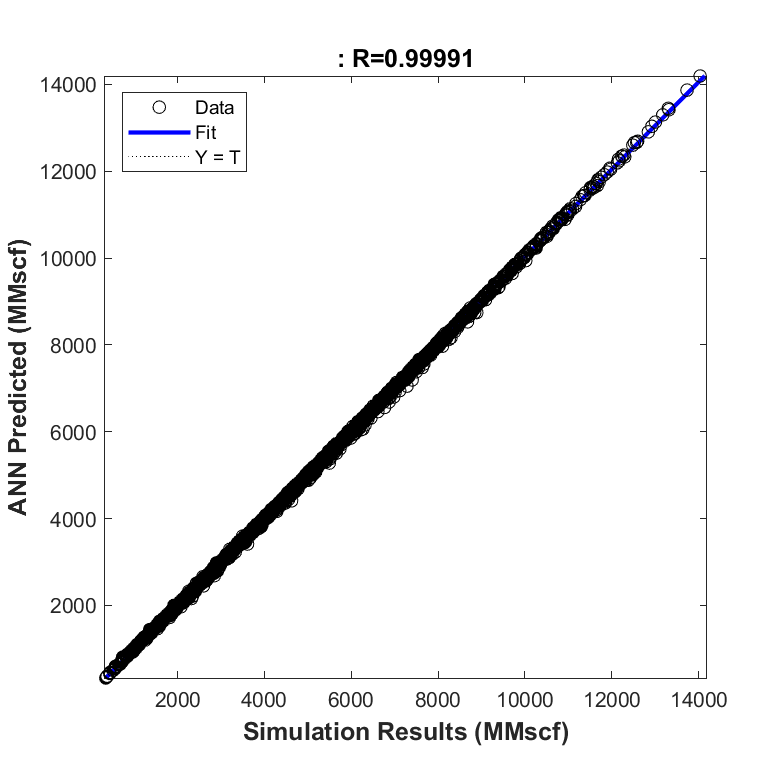 : R=0.99991
14000
12000
10000
8000
6000
4000
2000
Data
Fit
Y = T
ANN Predicted (MMscf)
2000 4000 6000 8000 10000 12000 14000
Simulation Results (MMscf)